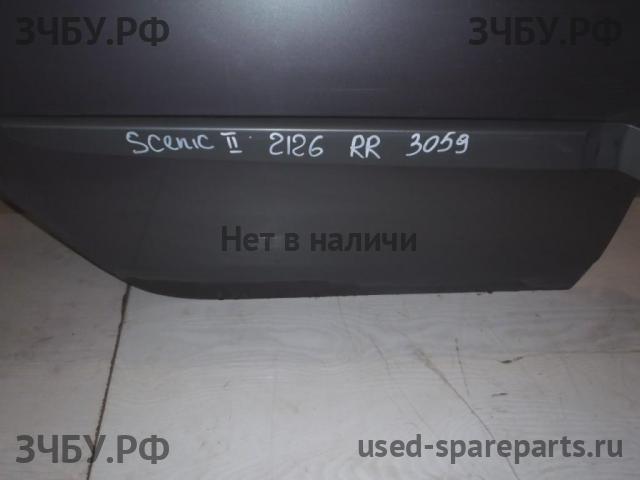 ЗЧБУ.РФ ЗЧБУ.РФ
Scenic II 2126 RR 3059
Нет в наличи
ЗЧБУ.РФ used-spareparts.ru